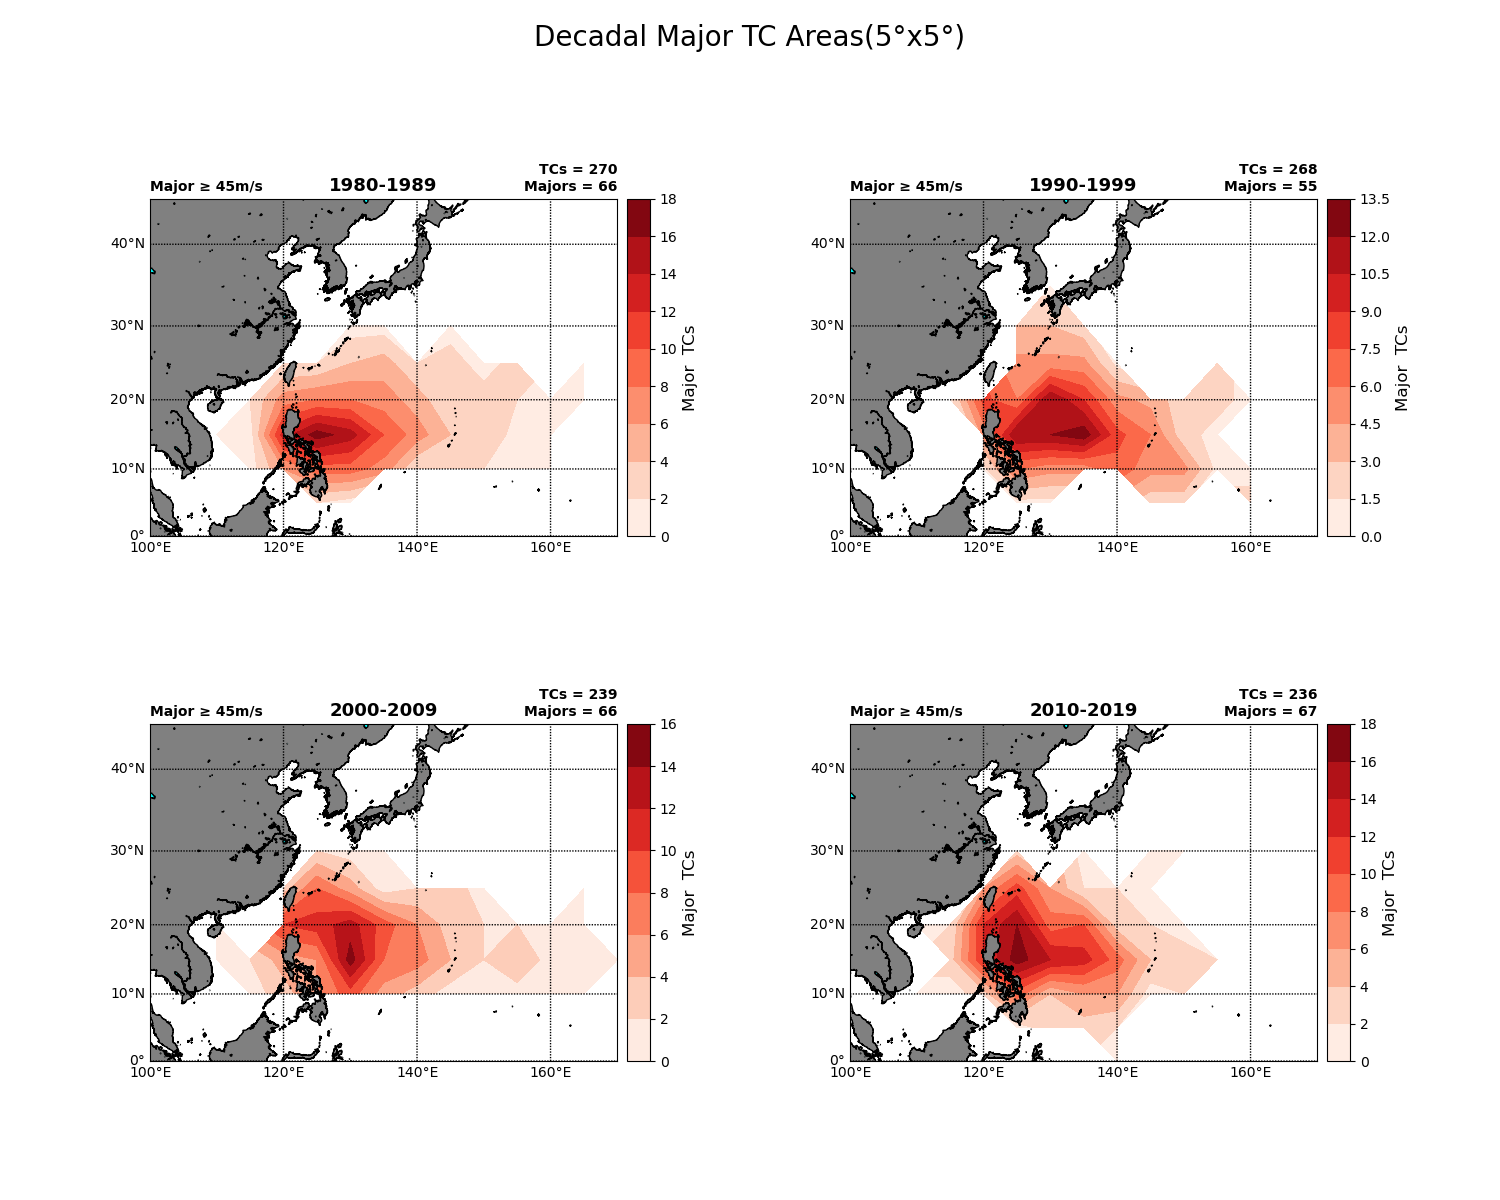 Decadal Major TC Areas(5°x5°)
TCs = 270
Major ≥ 45m/s 1980-1989 Majors = 66
40°N
30°N
20°N
10°N
0°
100°E 120°E 140°E 160°E
18
16
14
12
10
8
6
4
2
0
Major TCs
TCs = 268
Major ≥ 45m/s 1990-1999 Majors = 55
40°N
30°N
20°N
10°N
0°
100°E 120°E 140°E 160°E
13.5
12.0
10.5
9.0
7.5
6.0
4.5
3.0
1.5
0.0
Major TCs
TCs = 239
Major ≥ 45m/s 2000-2009 Majors = 66
40°N
30°N
20°N
10°N
0°
100°E 120°E 140°E 160°E
16
14
12
10
8
6
4
2
0
Major TCs
TCs = 236
Major ≥ 45m/s 2010-2019 Majors = 67
40°N
30°N
20°N
10°N
0°
100°E 120°E 140°E 160°E
18
16
14
12
10
8
6
4
2
0
Major TCs